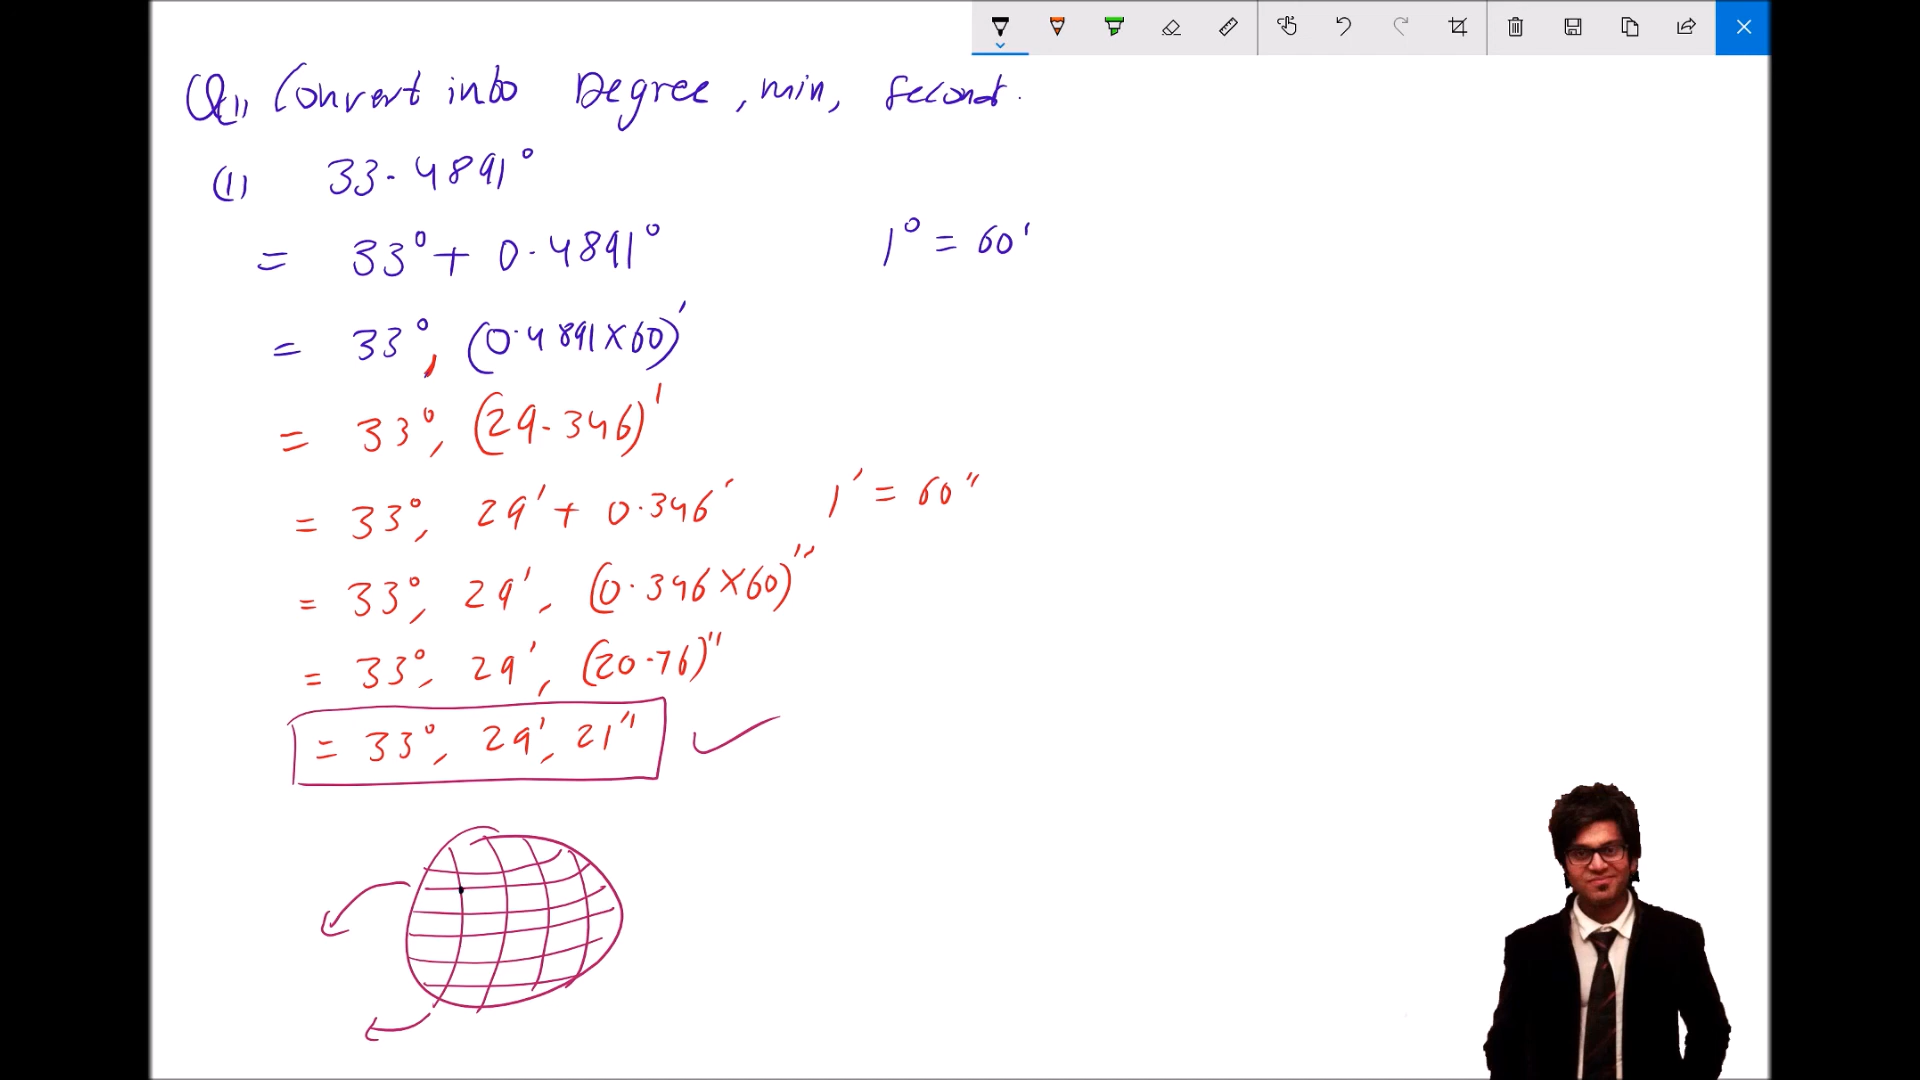 Q1, Convert into Degree, min, second.
(1) 33.4891°
= 33° + 0.4891° 1° = 60'
= 33°, (0.4891×60)'
= 33°, (29.346)'
= 33°, 29' + 0.346' 1' = 60"
= 33°, 29', (0.346×60)"
= 33°, 29', (20.76)"
= 33°, 29', 21"